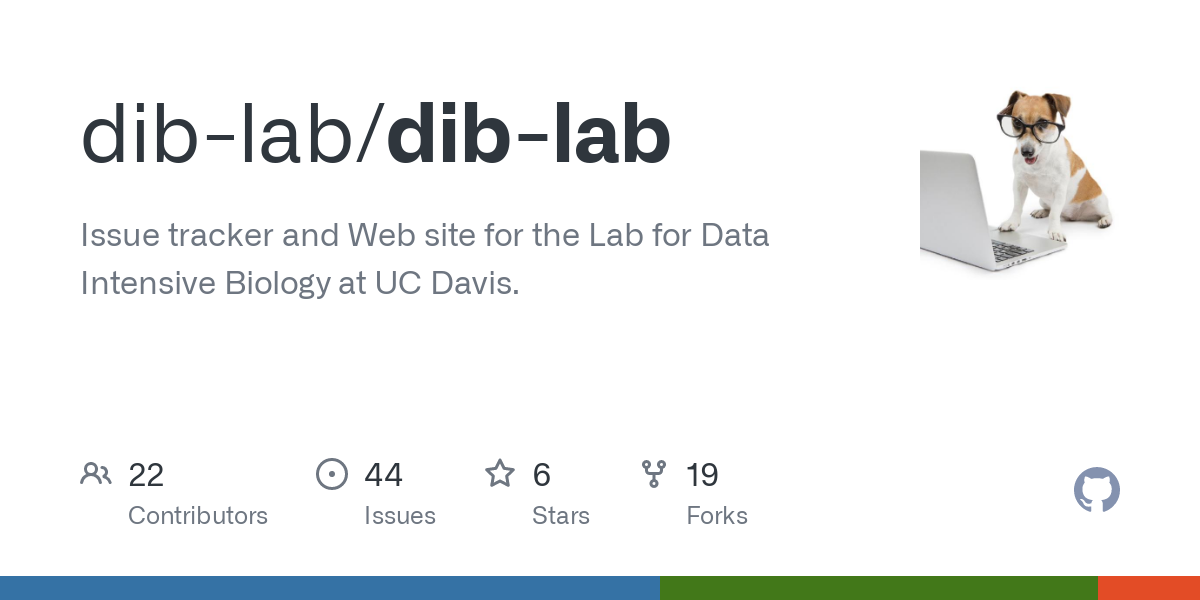 dib-lab/dib-lab
Issue tracker and Web site for the Lab for Data
Intensive Biology at UC Davis.
22 44 6 19
Contributors Issues Stars Forks